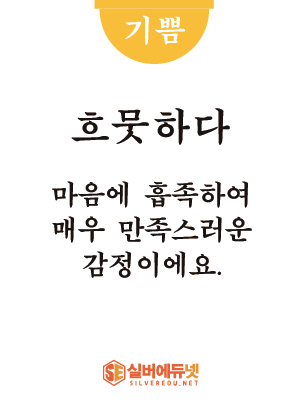 기쁨
흐뭇하다
마음에 흡족하여
매우 만족스러운
감정이에요.
SE 실버에듀넷
SILVEREDU.NET